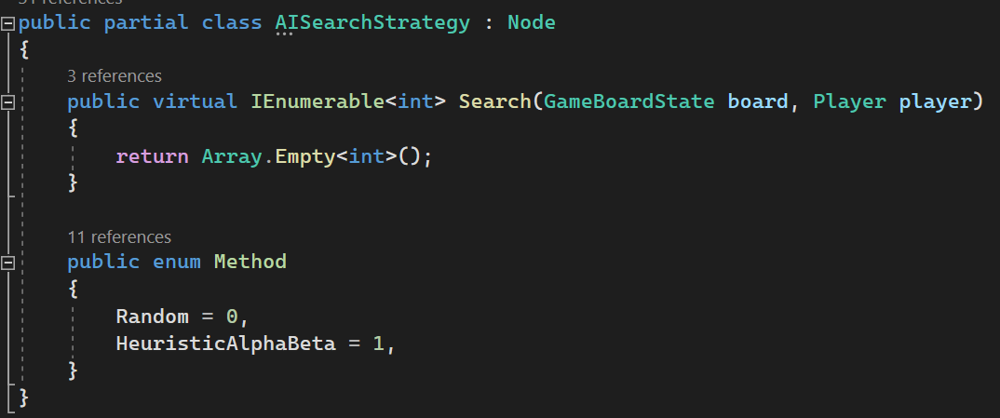 references
public partial class AISearchStrategy : Node
{
3 references
public virtual IEnumerable<int> Search(GameBoardState board, Player player)
{
return Array.Empty<int>();
}
11 references
public enum Method
{
Random = 0,
HeuristicAlphaBeta = 1,
}
}